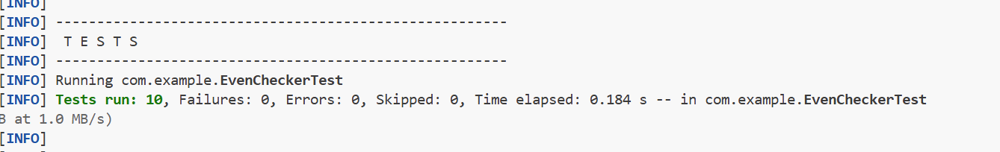 [INFO]
[INFO] -------------------------------------------------------
[INFO]  T E S T S
[INFO] -------------------------------------------------------
[INFO] Running com.example.EvenCheckerTest
[INFO] Tests run: 10, Failures: 0, Errors: 0, Skipped: 0, Time elapsed: 0.184 s -- in com.example.EvenCheckerTest
B at 1.0 MB/s)
[INFO]